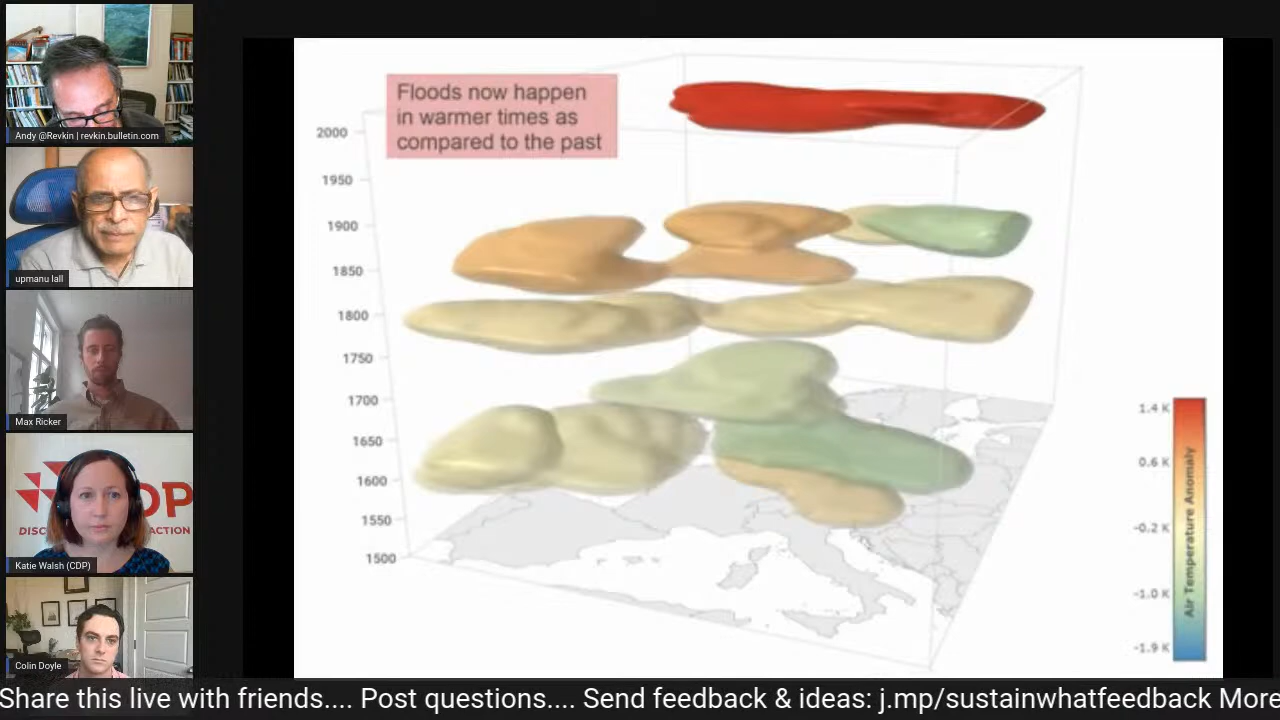 Andy @Revkin | revkin.bulletin.com
upmanu lall
Max Ricker
DP
DISC
ACTION
Katie Walsh (CDP)
Colin Doyle
Floods now happen
in warmer times as
compared to the past
2000
1950
1900
1850
1800
1750
1700
1650
1600
1550
1500
1.4 K
0.6 K
-0.2 K
-1.0 K
-1.9 K
Air Temperature Anomaly
Share this live with friends.... Post questions.... Send feedback & ideas: j.mp/sustainwhatfeedback More